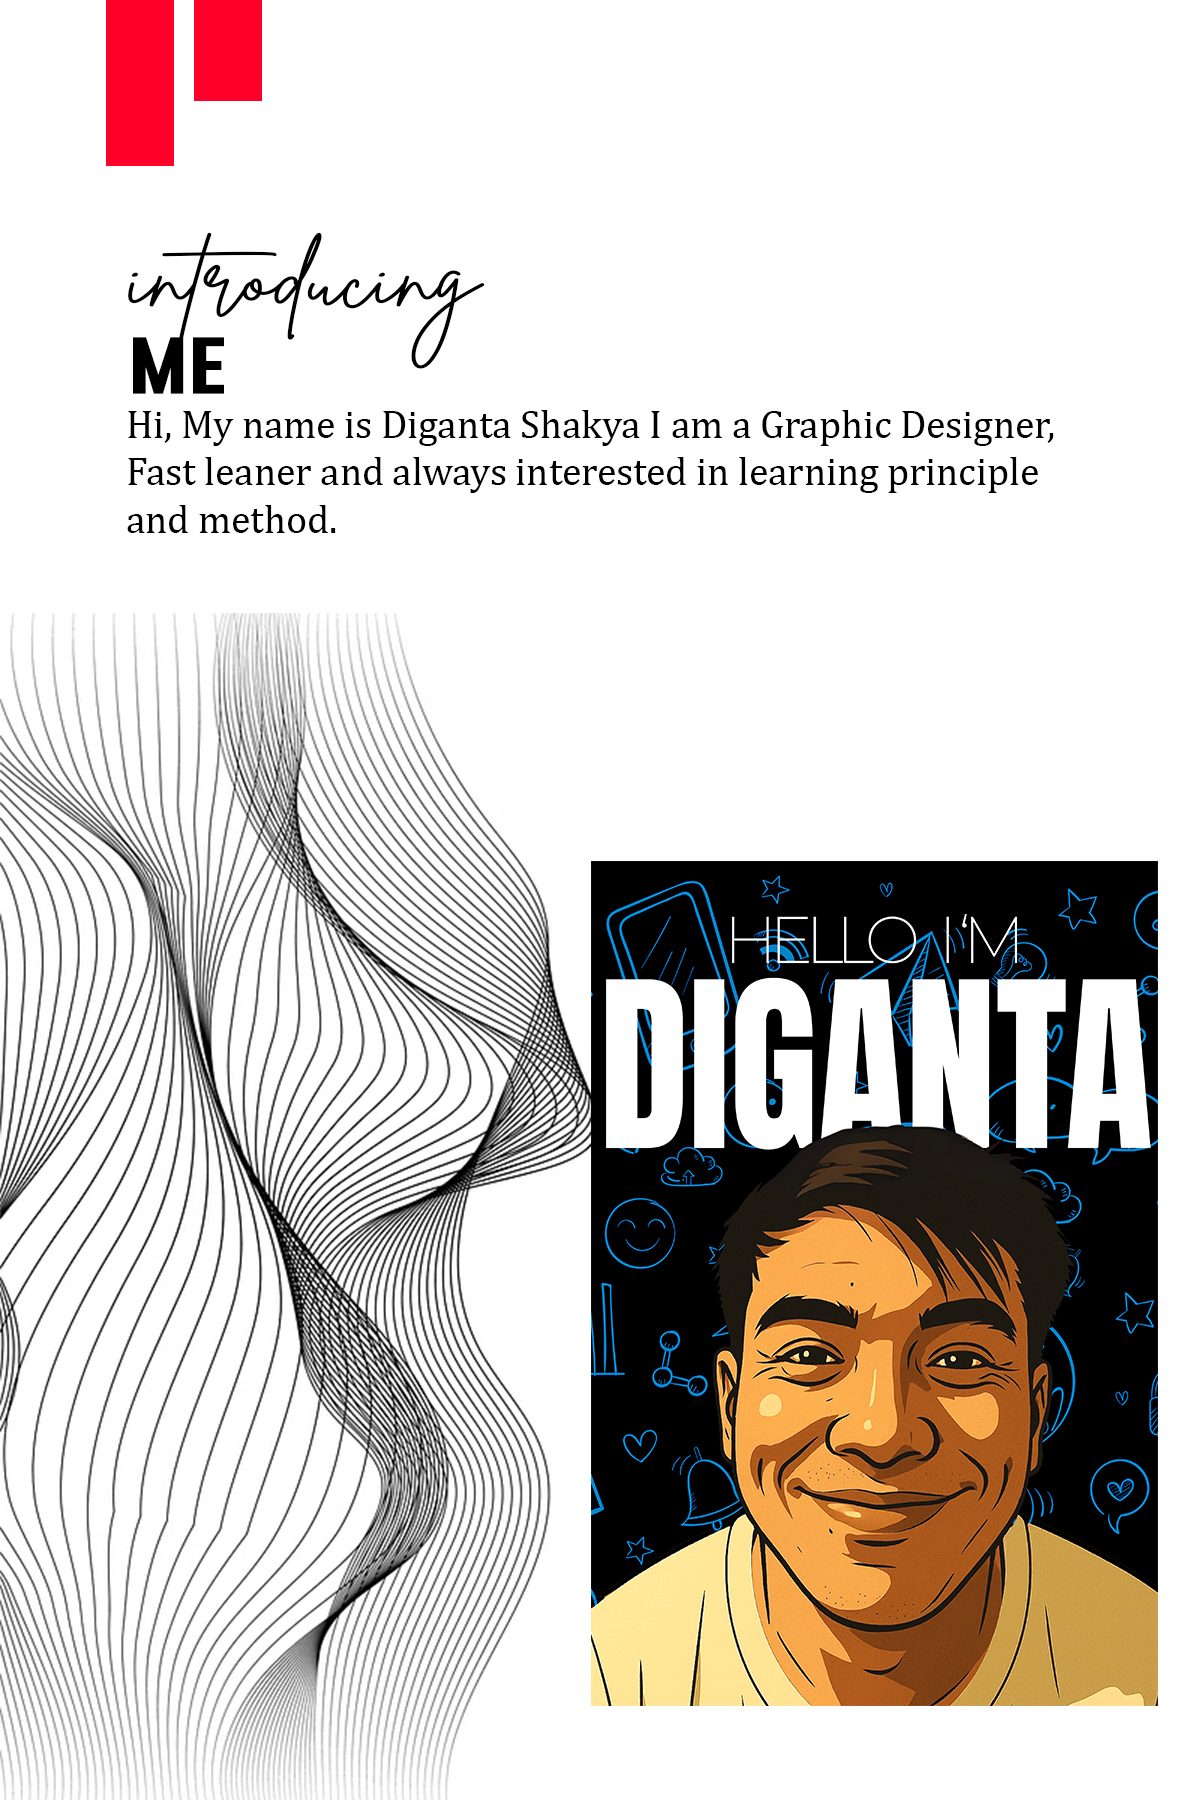 introducing
ME
Hi, My name is Diganta Shakya I am a Graphic Designer,
Fast leaner and always interested in learning principle
and method.
HELLO I'M
DIGANTA